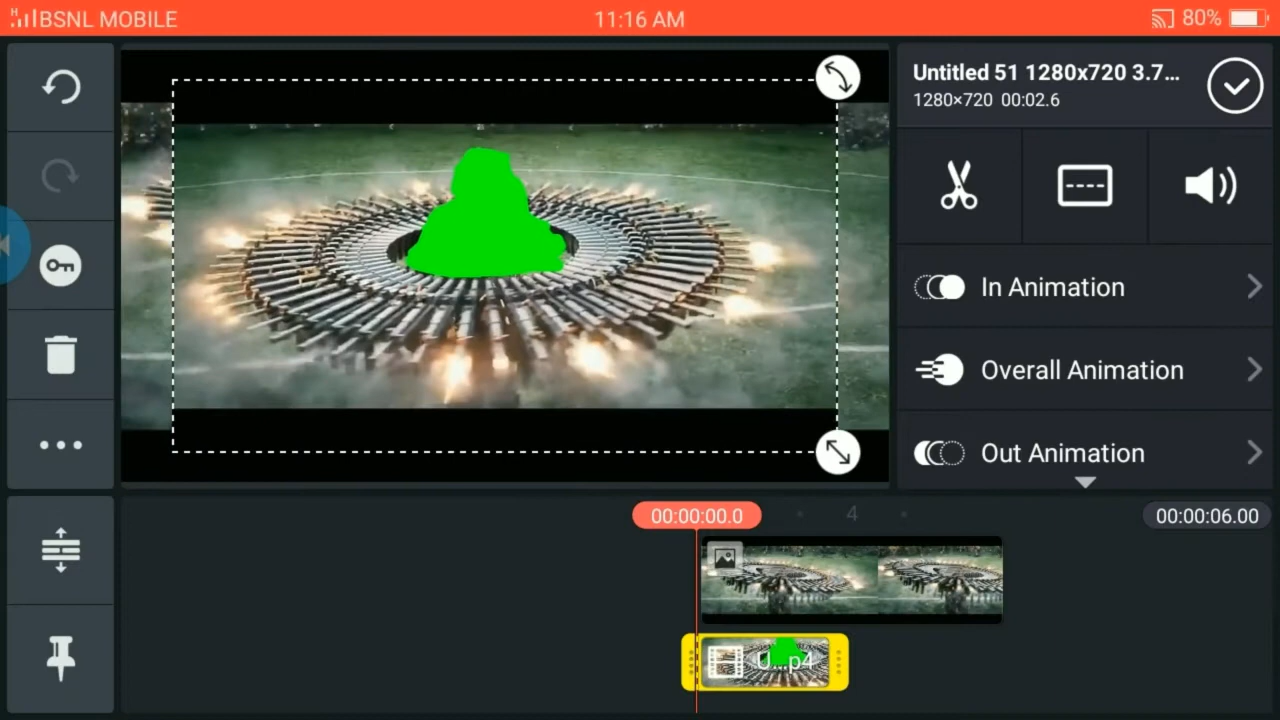 H BSNL MOBILE
11:16 AM
80%
Untitled 51 1280x720 3.7...
1280×720 00:02.6
In Animation
Overall Animation
Out Animation
00:00:00.0
4
00:00:06.00
U...p4